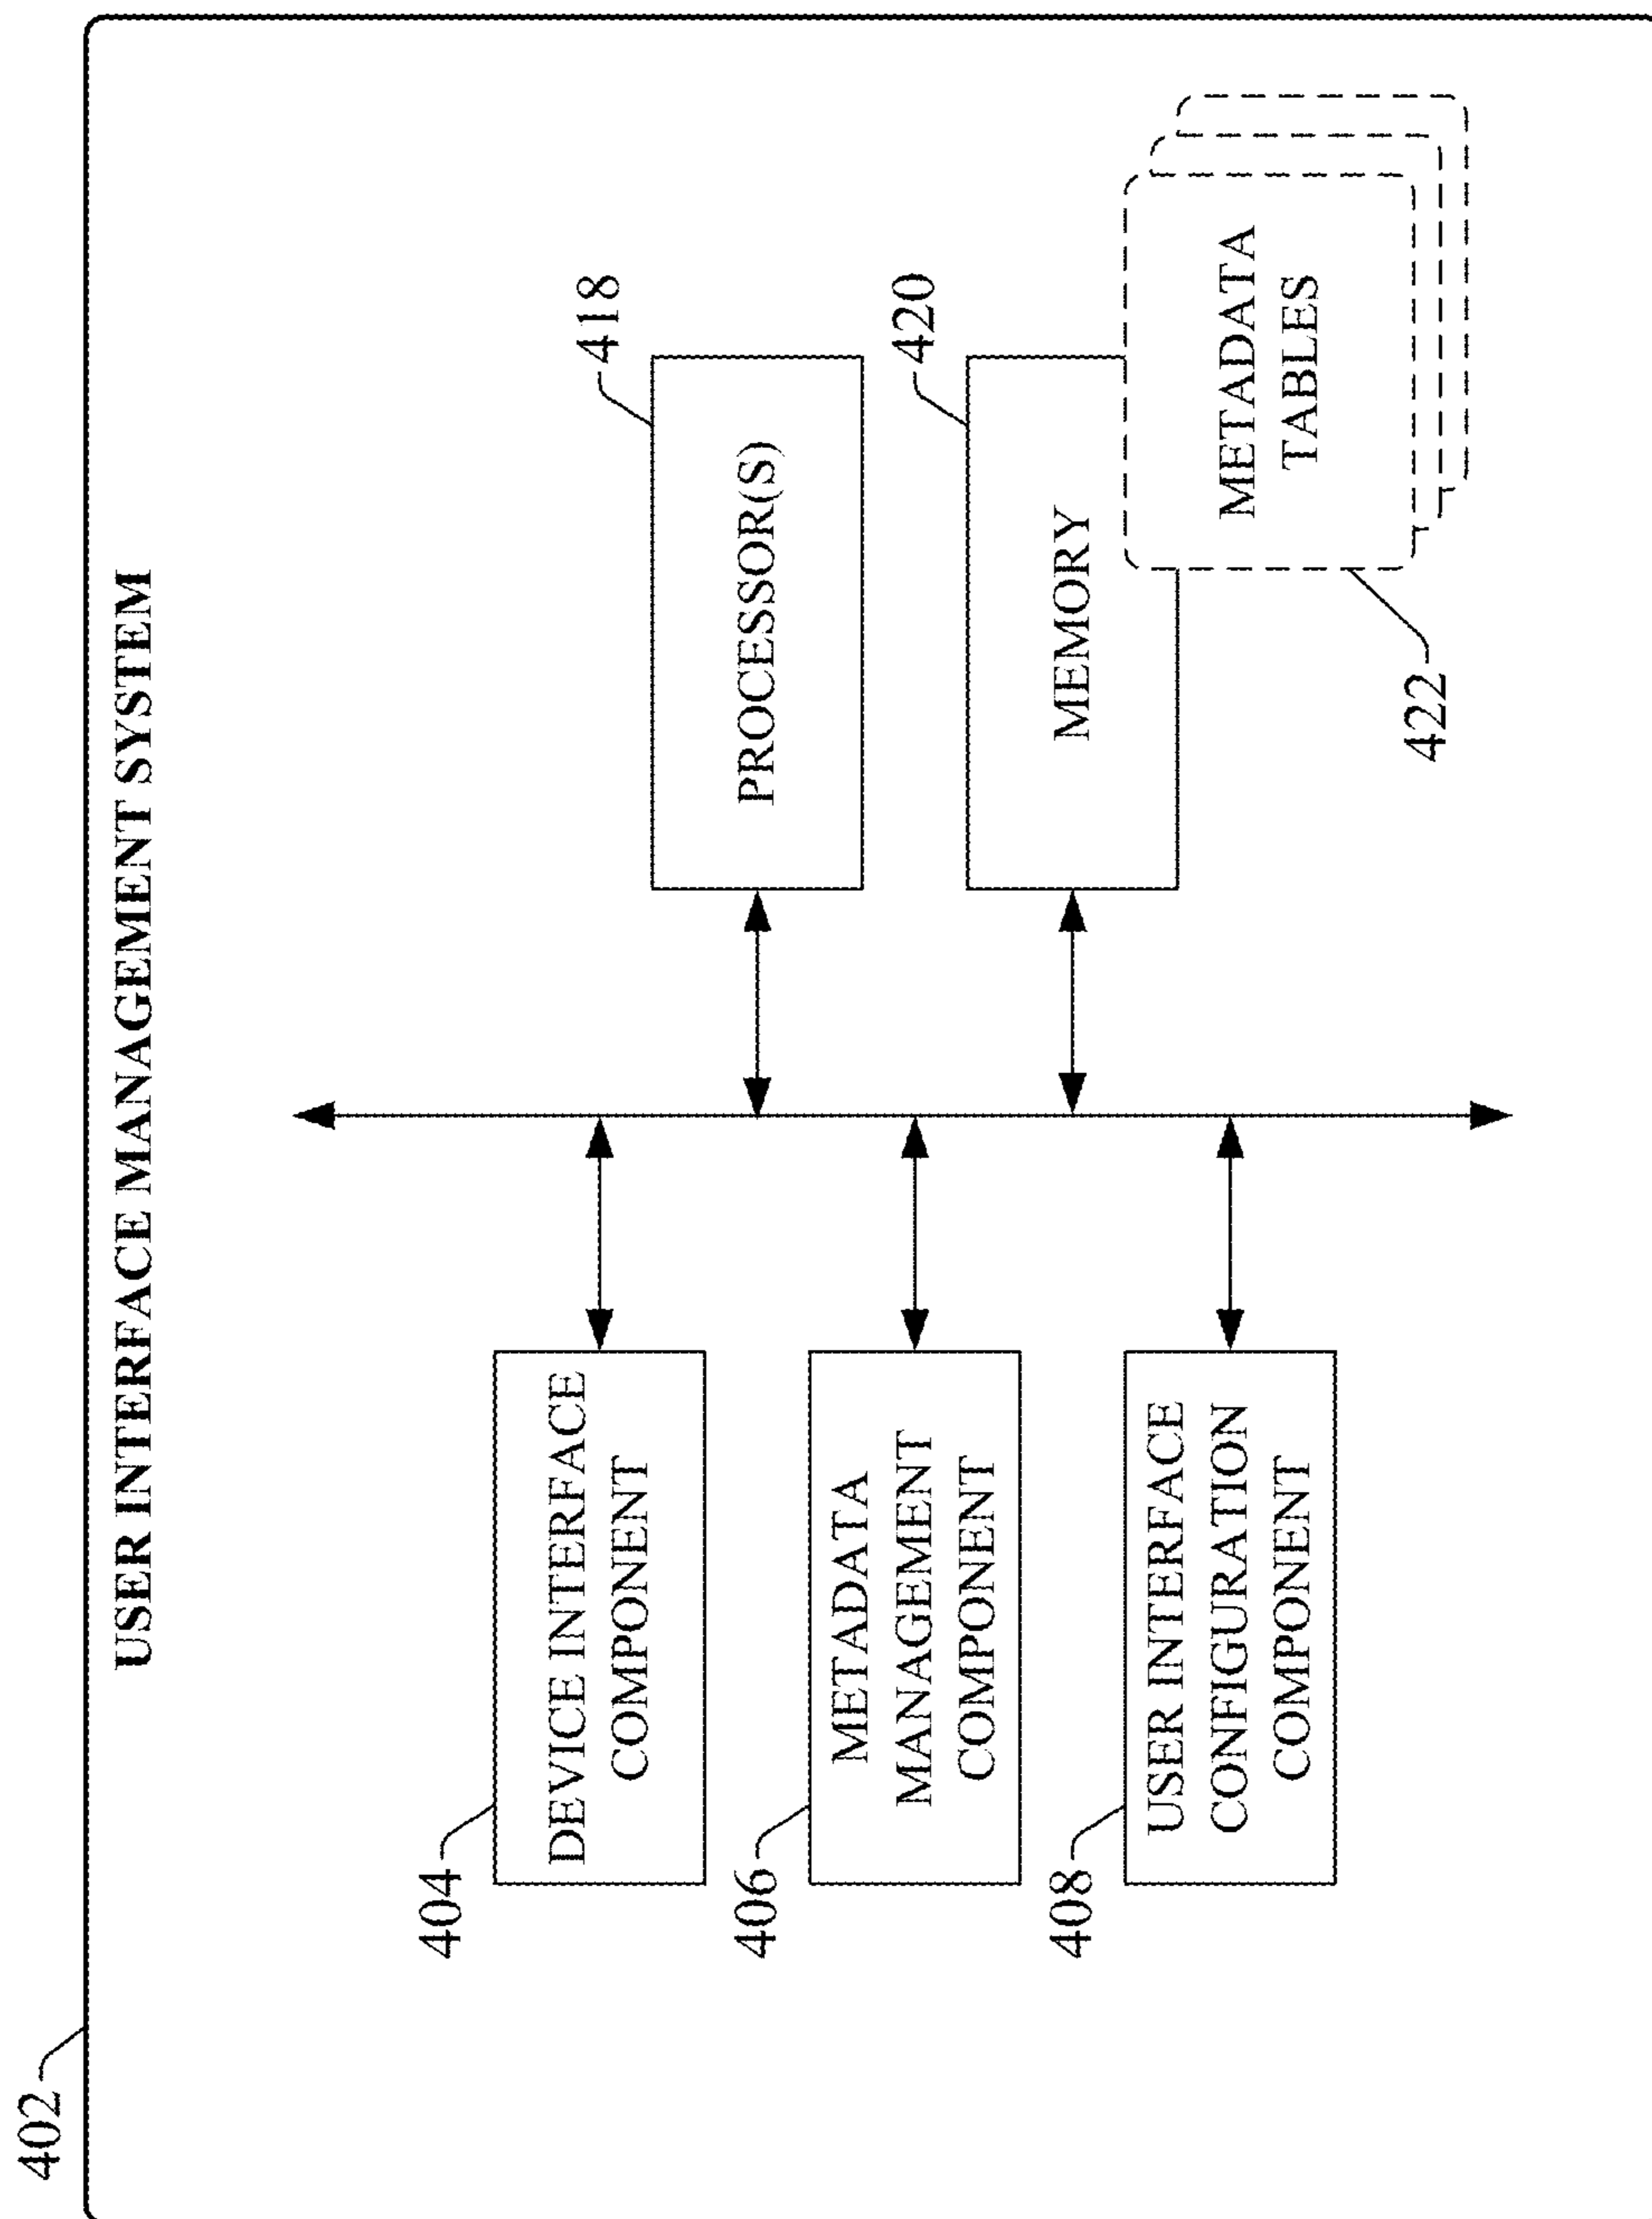 402
USER INTERFACE MANAGEMENT SYSTEM
404
DEVICE INTERFACE
COMPONENT
406
METADATA
MANAGEMENT
COMPONENT
408
USER INTERFACE
CONFIGURATION
COMPONENT
418
PROCESSOR(S)
420
MEMORY
METADATA
TABLES
422